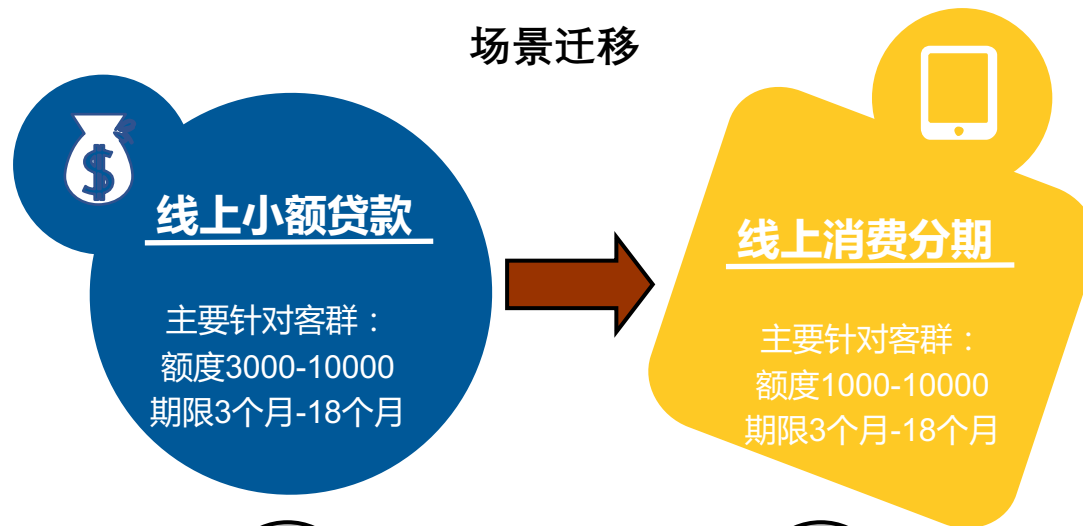 场景迁移
线上小额贷款
主要针对客群：
额度3000-10000
期限3个月-18个月
线上消费分期
主要针对客群：
额度1000-10000
期限3个月-18个月